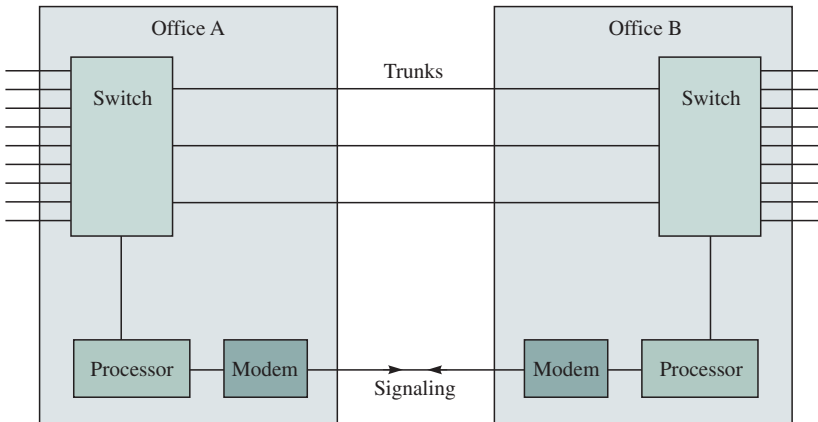 Office A
Office B
Trunks
Switch
Switch
Processor
Modem
Signaling
Modem
Processor